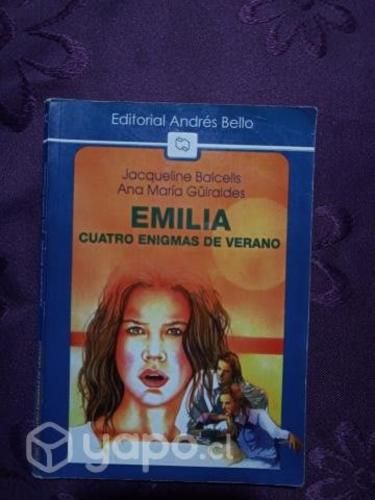 Editorial Andrés Bello
Jacqueline Balcells
Ana María Güiraldes
EMILIA
CUATRO ENIGMAS DE VERANO
yapo.cl